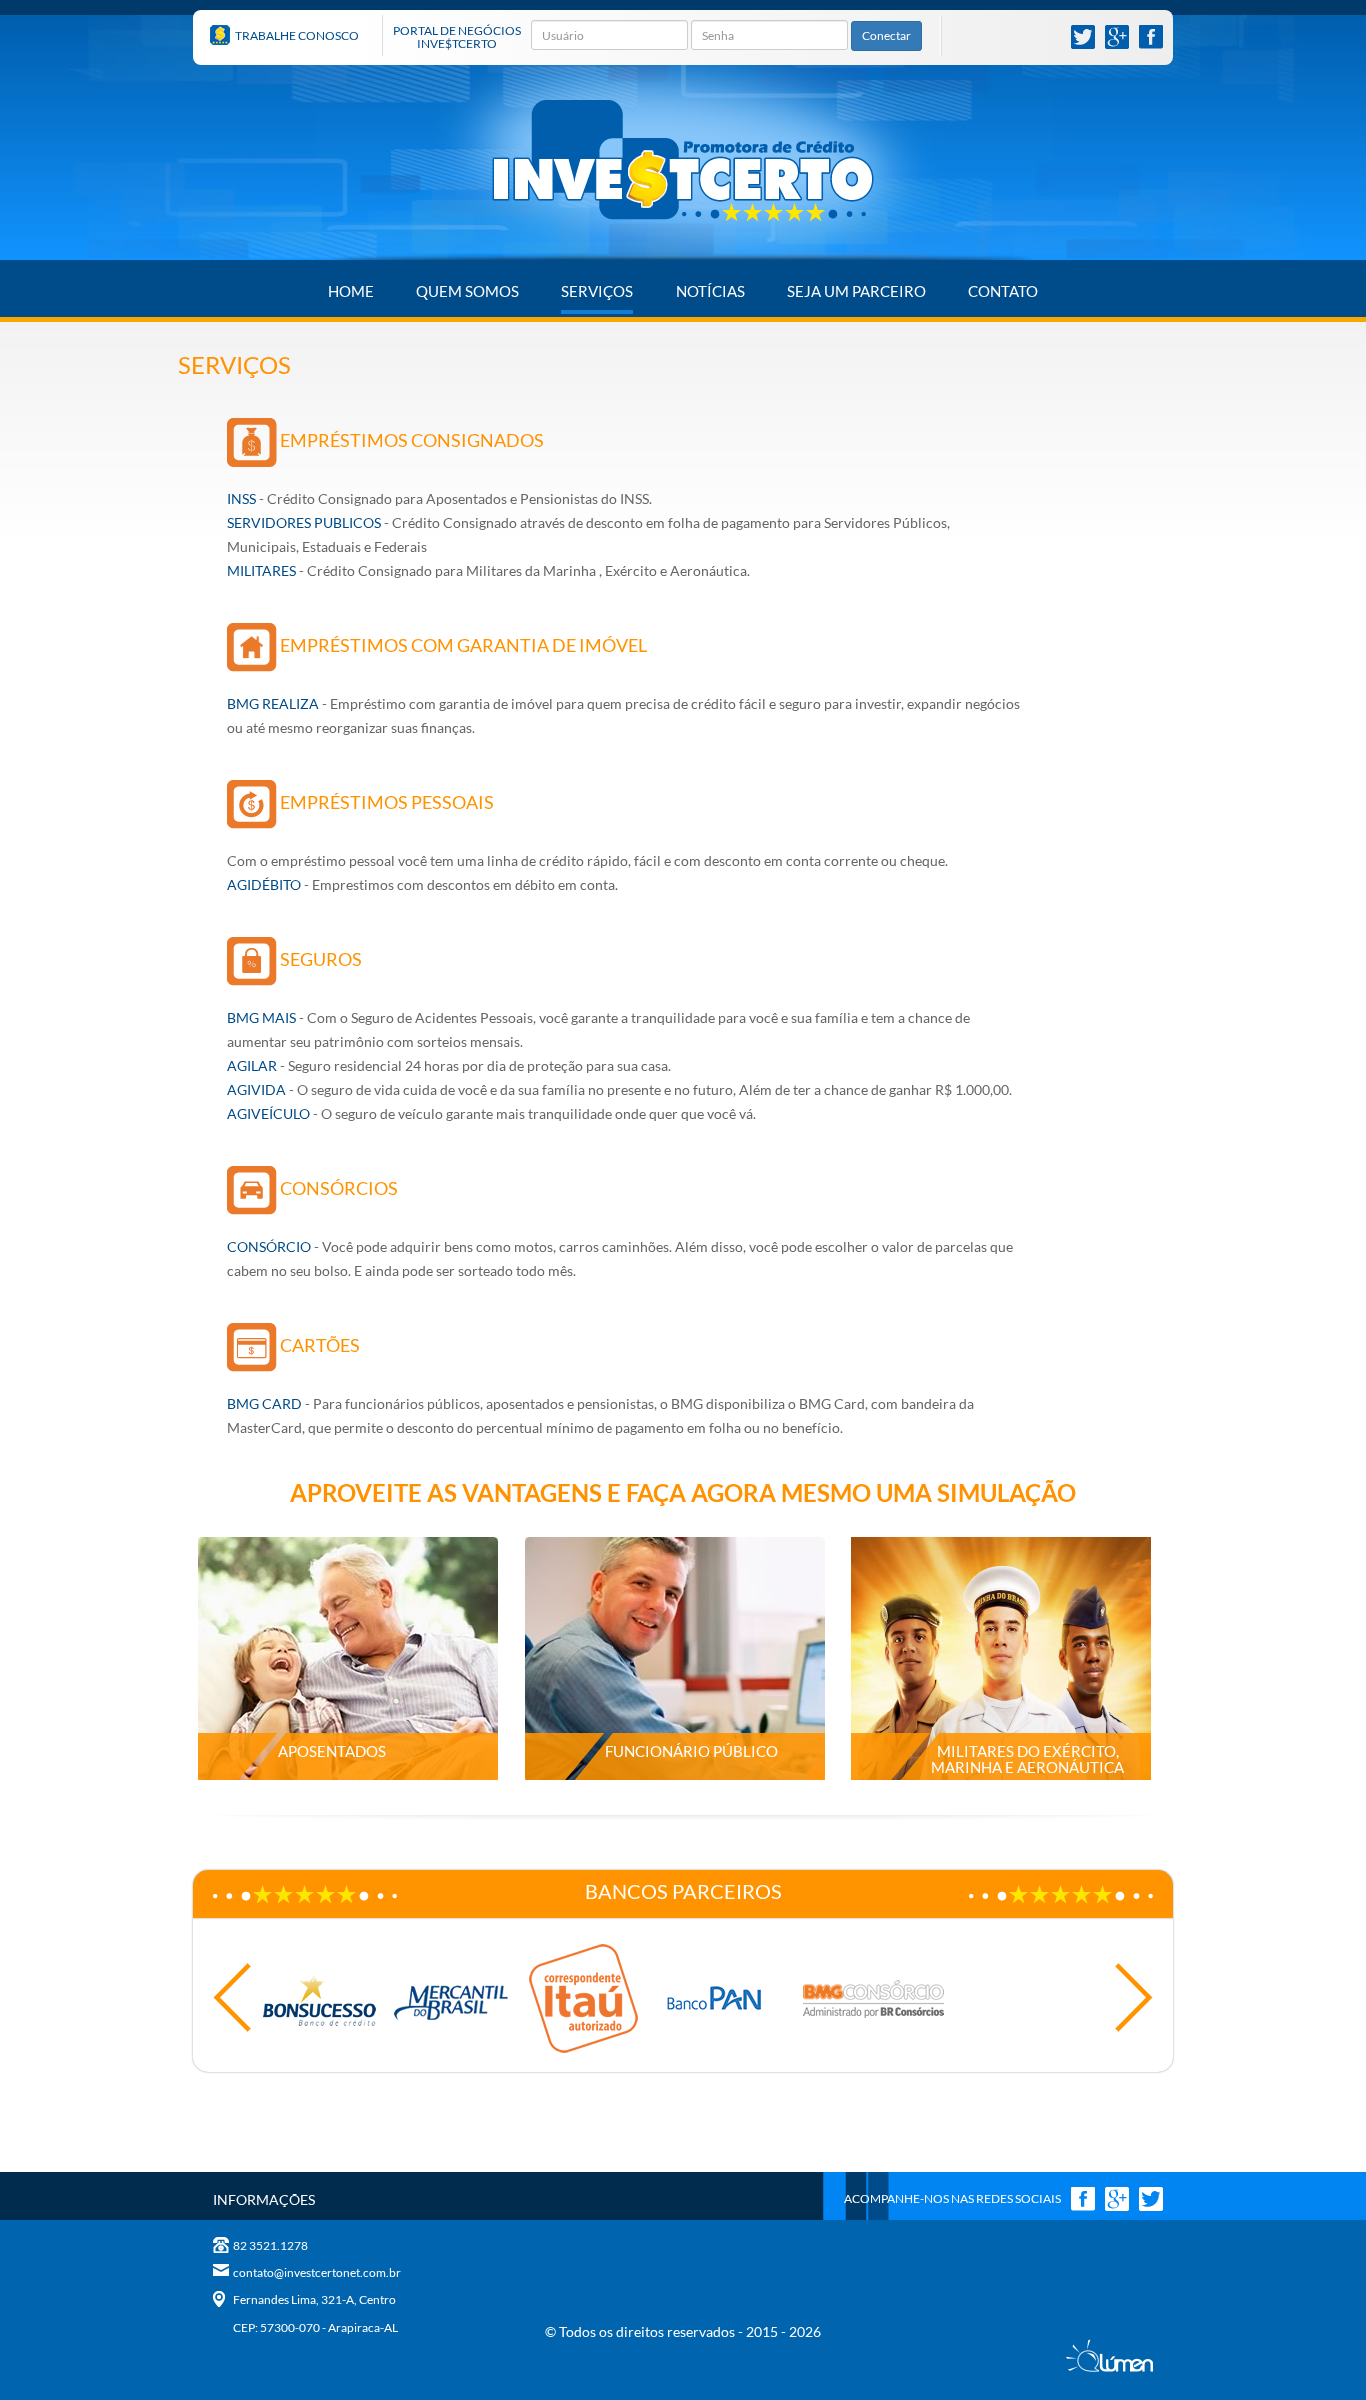 TRABALHE CONOSCO
PORTAL DE NEGÓCIOS
INVE$TCERTO
Usuário
Senha
Conectar
Promotora de Crédito
INVE$TCERTO
HOME
QUEM SOMOS
SERVIÇOS
NOTÍCIAS
SEJA UM PARCEIRO
CONTATO
SERVIÇOS
EMPRÉSTIMOS CONSIGNADOS
INSS - Crédito Consignado para Aposentados e Pensionistas do INSS.
SERVIDORES PUBLICOS - Crédito Consignado através de desconto em folha de pagamento para Servidores Públicos,
Municipais, Estaduais e Federais
MILITARES - Crédito Consignado para Militares da Marinha , Exército e Aeronáutica.
EMPRÉSTIMOS COM GARANTIA DE IMÓVEL
BMG REALIZA - Empréstimo com garantia de imóvel para quem precisa de crédito fácil e seguro para investir, expandir negócios
ou até mesmo reorganizar suas finanças.
EMPRÉSTIMOS PESSOAIS
Com o empréstimo pessoal você tem uma linha de crédito rápido, fácil e com desconto em conta corrente ou cheque.
AGIDÉBITO - Emprestimos com descontos em débito em conta.
SEGUROS
BMG MAIS - Com o Seguro de Acidentes Pessoais, você garante a tranquilidade para você e sua família e tem a chance de
aumentar seu patrimônio com sorteios mensais.
AGILAR - Seguro residencial 24 horas por dia de proteção para sua casa.
AGIVIDA - O seguro de vida cuida de você e da sua família no presente e no futuro, Além de ter a chance de ganhar R$ 1.000,00.
AGIVEÍCULO - O seguro de veículo garante mais tranquilidade onde quer que você vá.
CONSÓRCIOS
CONSÓRCIO - Você pode adquirir bens como motos, carros caminhões. Além disso, você pode escolher o valor de parcelas que
cabem no seu bolso. E ainda pode ser sorteado todo mês.
CARTÕES
BMG CARD - Para funcionários públicos, aposentados e pensionistas, o BMG disponibiliza o BMG Card, com bandeira da
MasterCard, que permite o desconto do percentual mínimo de pagamento em folha ou no benefício.
APROVEITE AS VANTAGENS E FAÇA AGORA MESMO UMA SIMULAÇÃO
APOSENTADOS
FUNCIONÁRIO PÚBLICO
MILITARES DO EXÉRCITO,
MARINHA E AERONÁUTICA
BANCOS PARCEIROS
BONSUCESSO
Banco de crédito
MERCANTIL
DO BRASIL
correspondente
Itaú
autorizado
Banco PAN
BMG CONSÓRCIO
Administrado por BR Consórcios
INFORMAÇÕES
ACOMPANHE-NOS NAS REDES SOCIAIS
82 3521.1278
contato@investcertonet.com.br
Fernandes Lima, 321-A, Centro
CEP: 57300-070 - Arapiraca-AL
© Todos os direitos reservados - 2015 - 2026
lúmen